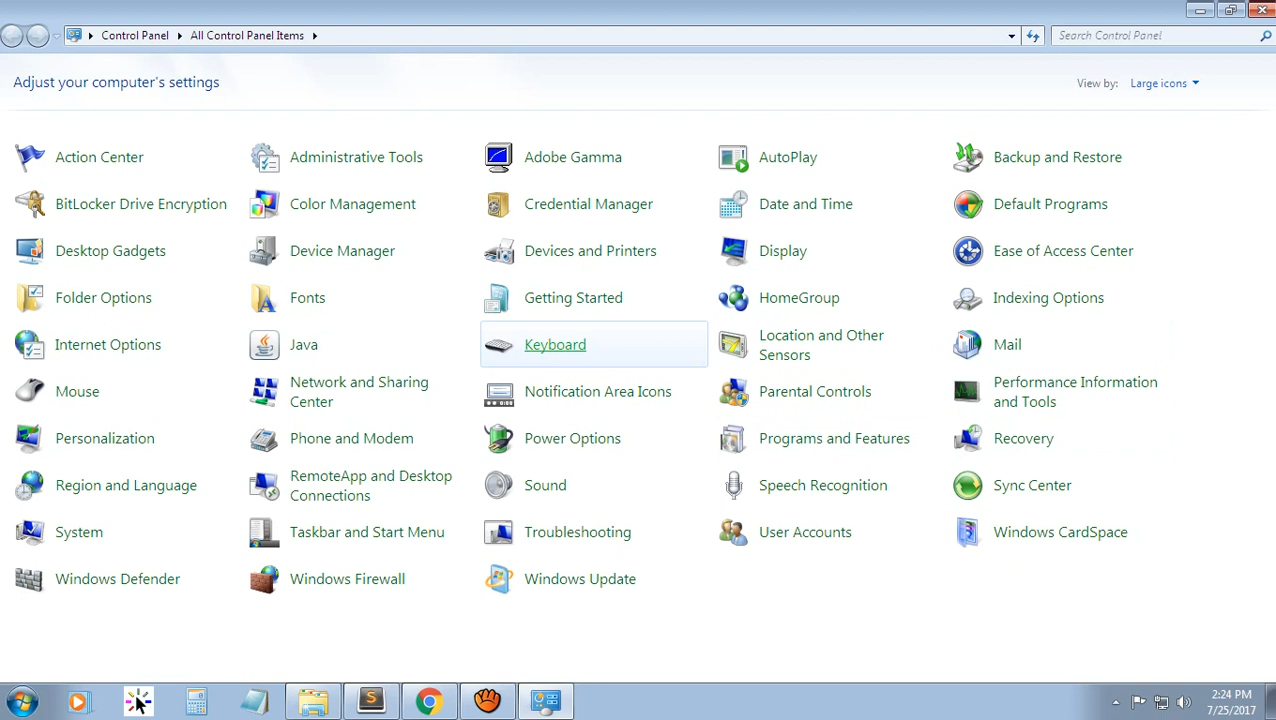 Control Panel All Control Panel Items
Search Control Panel
Adjust your computer's settings
View by: Large icons
Action Center
Administrative Tools
Adobe Gamma
AutoPlay
Backup and Restore
BitLocker Drive Encryption
Color Management
Credential Manager
Date and Time
Default Programs
Desktop Gadgets
Device Manager
Devices and Printers
Display
Ease of Access Center
Folder Options
Fonts
Getting Started
HomeGroup
Indexing Options
Internet Options
Java
Keyboard
Location and Other
Sensors
Mail
Mouse
Network and Sharing
Center
Notification Area Icons
Parental Controls
Performance Information
and Tools
Personalization
Phone and Modem
Power Options
Programs and Features
Recovery
Region and Language
RemoteApp and Desktop
Connections
Sound
Speech Recognition
Sync Center
System
Taskbar and Start Menu
Troubleshooting
User Accounts
Windows CardSpace
Windows Defender
Windows Firewall
Windows Update
2:24 PM
7/25/2017